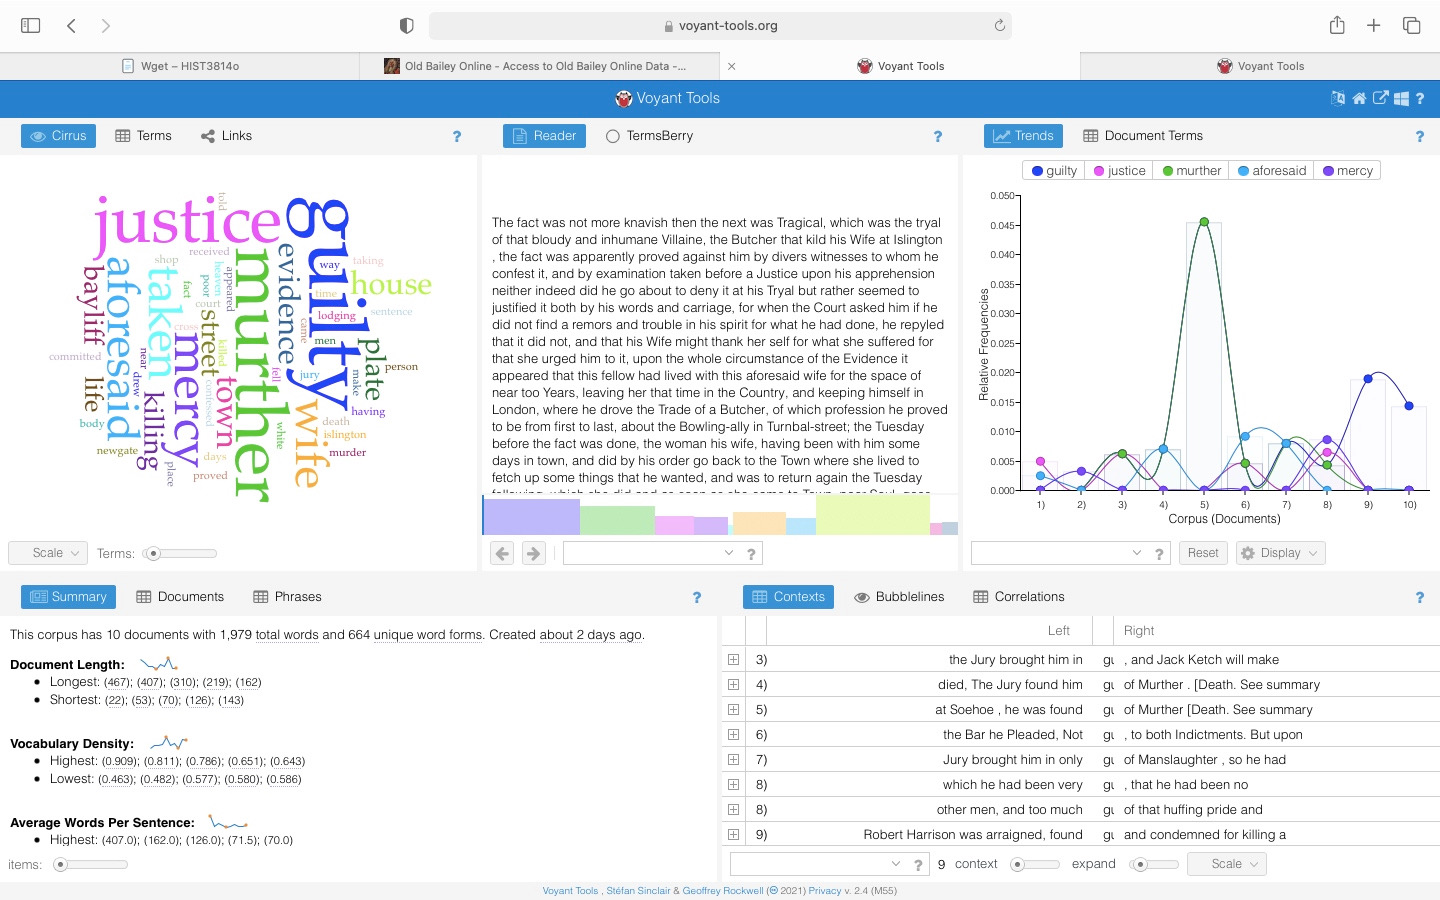 voyant-tools.org
Wget – HIST3814o
Old Bailey Online - Access to Old Bailey Online Data -...
Voyant Tools
Voyant Tools
Voyant Tools
Cirrus Terms Links ?
Reader TermsBerry ?
Trends Document Terms ?
told
justice
guilty
received
shop
evidence
way
taking
bayliff
aforesaid
taken
fact
poor
heaven
appeared
murther
house
time
court
lodging
sentence
cross
street
killed
came
men
committed
near
mercy
plate
person
life
drew
killing
confessed
town
fell
jury
make
having
body
wife
death
newgate
white
islington
days
murder
place
proved
Scale Terms:
The fact was not more knavish then the next was Tragical, which was the tryal
of that bloudy and inhumane Villaine, the Butcher that kild his Wife at Islington
, the fact was apparently proved against him by divers witnesses to whom he
confest it, and by examination taken before a Justice upon his apprehension
neither indeed did he go about to deny it at his Tryal but rather seemed to
justified it both by his words and carriage, for when the Court asked him if he
did not find a remors and trouble in his spirit for what he had done, he repyled
that it did not, and that his Wife might thank her self for what she suffered for
that she urged him to it, upon the whole circumstance of the Evidence it
appeared that this fellow had lived with this aforesaid wife for the space of
near too Years, leaving her that time in the Country, and keeping himself in
London, where he drove the Trade of a Butcher, of which profession he proved
to be from first to last, about the Bowling-ally in Turnbal-street; the Tuesday
before the fact was done, the woman his wife, having been with him some
days in town, and did by his order go back to the Town where she lived to
fetch up some things that he wanted, and was to return again the Tuesday
?
guilty justice murther aforesaid mercy
0.050
0.045
0.040
0.035
0.030
0.025
0.020
0.015
0.010
0.005
0.000
Relative Frequencies
1) 2) 3) 4) 5) 6) 7) 8) 9) 10)
Corpus (Documents)
? Reset Display
Summary Documents Phrases ?
This corpus has 10 documents with 1,979 total words and 664 unique word forms. Created about 2 days ago.
Document Length:
• Longest: (467); (407); (310); (219); (162)
• Shortest: (22); (53); (70); (126); (143)
Vocabulary Density:
• Highest: (0.909); (0.811); (0.786); (0.651); (0.643)
• Lowest: (0.463); (0.482); (0.577); (0.580); (0.586)
Average Words Per Sentence:
• Highest: (407.0); (162.0); (126.0); (71.5); (70.0)
items:
Contexts Bubblelines Correlations ?
Left Right
3) the Jury brought him in gu , and Jack Ketch will make
4) died, The Jury found him gu of Murther . [Death. See summary
5) at Soehoe , he was found gu of Murther [Death. See summary
6) the Bar he Pleaded, Not gu , to both Indictments. But upon
7) Jury brought him in only gu of Manslaughter , so he had
8) which he had been very gu , that he had been no
8) other men, and too much gu of that huffing pride and
9) Robert Harrison was arraigned, found gu and condemned for killing a
? 9 context expand Scale
Voyant Tools , Stéfan Sinclair & Geoffrey Rockwell (© 2021) Privacy v. 2.4 (M55)